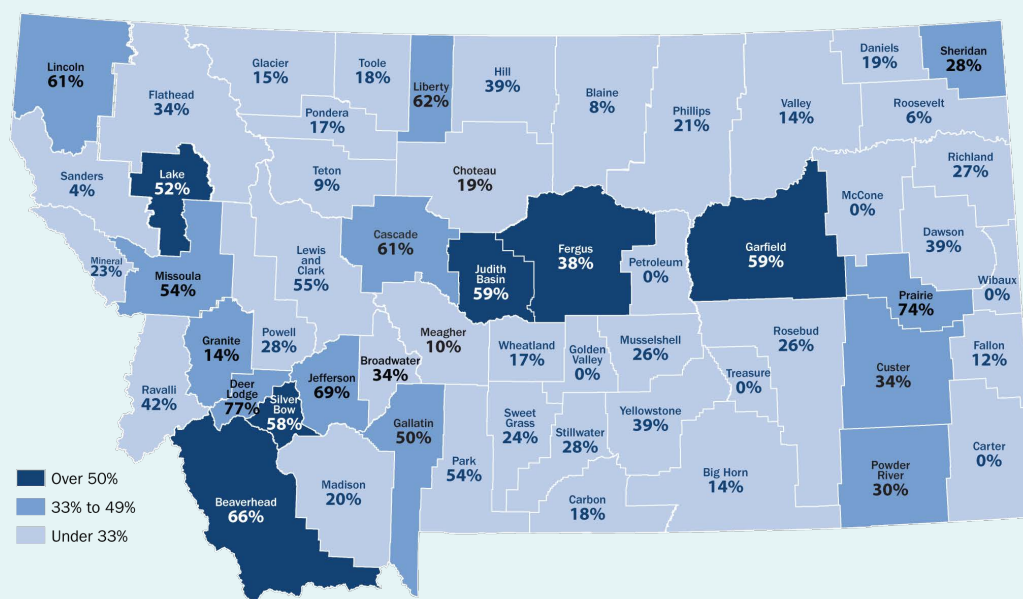 Lincoln
61%
Flathead
34%
Glacier
15%
Toole
18%
Liberty
62%
Hill
39%
Blaine
8%
Phillips
21%
Valley
14%
Daniels
19%
Sheridan
28%
Roosevelt
6%
Pondera
17%
Sanders
4%
Lake
52%
Teton
9%
Choteau
19%
McCone
0%
Richland
27%
Mineral
23%
Missoula
54%
Lewis
and
Clark
55%
Cascade
61%
Judith
Basin
59%
Fergus
38%
Petroleum
0%
Garfield
59%
Dawson
39%
Wibaux
0%
Prairie
74%
Granite
14%
Powell
28%
Meagher
10%
Wheatland
17%
Golden
Valley
0%
Musselshell
26%
Rosebud
26%
Treasure
0%
Custer
34%
Fallon
12%
Ravalli
42%
Deer
Lodge
77%
Silver
Bow
58%
Jefferson
69%
Broadwater
34%
Gallatin
50%
Park
54%
Sweet
Grass
24%
Stillwater
28%
Yellowstone
39%
Big Horn
14%
Powder
River
30%
Carter
0%
Beaverhead
66%
Madison
20%
Carbon
18%
Over 50%
33% to 49%
Under 33%